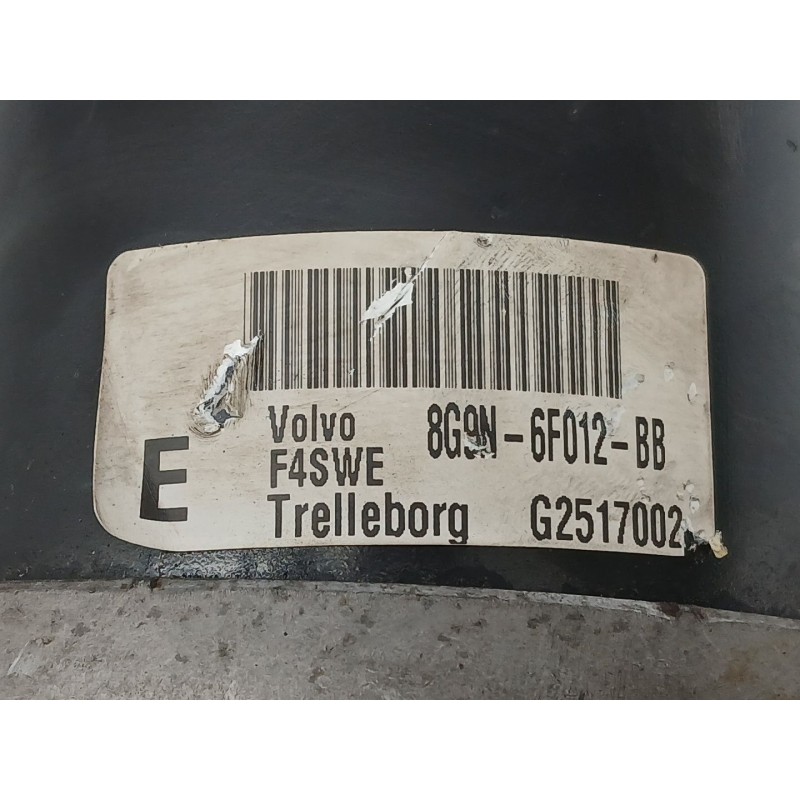 Volvo 8G9N-6F012-BB
F4SWE
E
Trelleborg G2517002